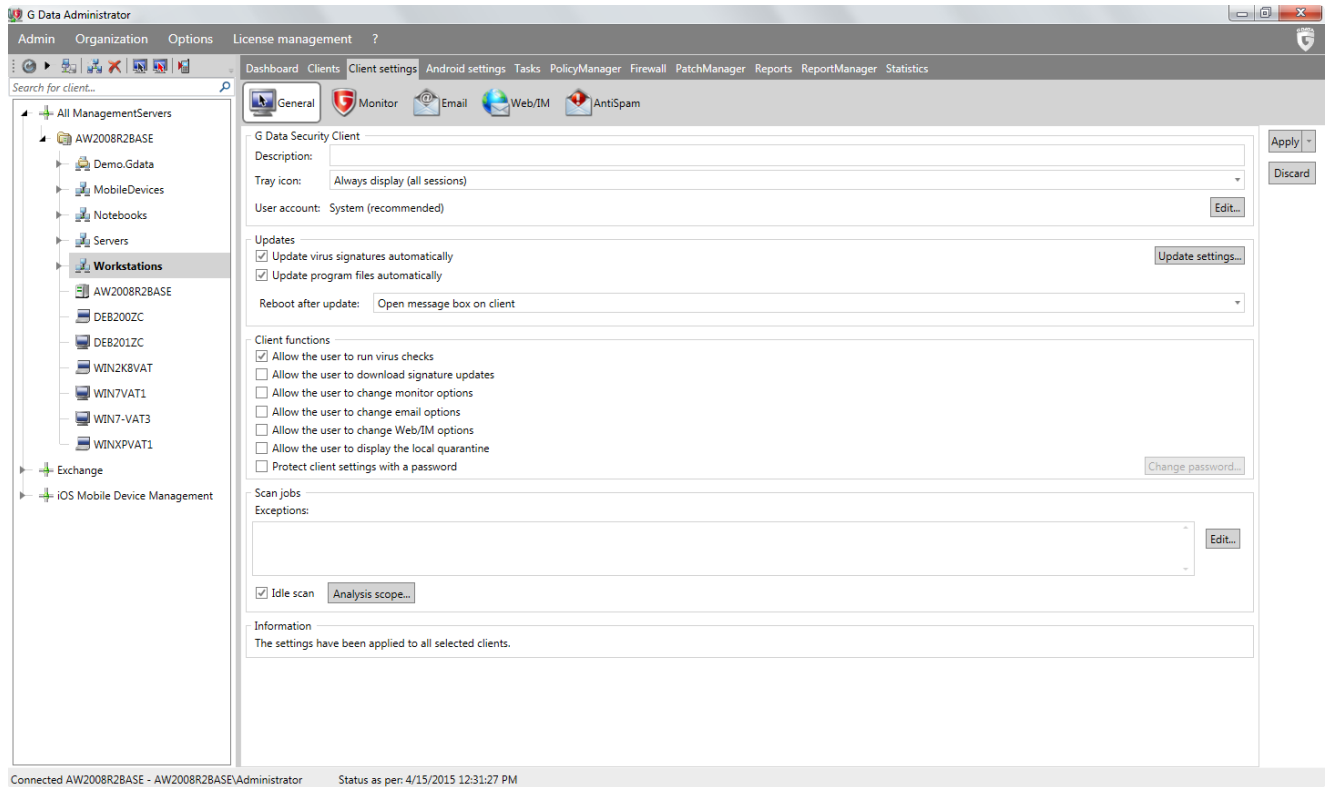 G Data Administrator
Admin Organization Options License management ?
Dashboard Clients Client settings Android settings Tasks PolicyManager Firewall PatchManager Reports ReportManager Statistics
Search for client...
General Monitor Email Web/IM AntiSpam
All ManagementServers
AW2008R2BASE
Demo.Gdata
MobileDevices
Notebooks
Servers
Workstations
AW2008R2BASE
DEB200ZC
DEB201ZC
WIN2K8VAT
WIN7VAT1
WIN7-VAT3
WINXPVAT1
Exchange
iOS Mobile Device Management
G Data Security Client
Description:
Tray icon: Always display (all sessions)
User account: System (recommended) Edit...
Updates
Update virus signatures automatically Update settings...
Update program files automatically
Reboot after update: Open message box on client
Client functions
Allow the user to run virus checks
Allow the user to download signature updates
Allow the user to change monitor options
Allow the user to change email options
Allow the user to change Web/IM options
Allow the user to display the local quarantine
Protect client settings with a password Change password...
Scan jobs
Exceptions:
Edit...
Idle scan Analysis scope...
Information
The settings have been applied to all selected clients.
Apply
Discard
Connected AW2008R2BASE - AW2008R2BASE\Administrator Status as per: 4/15/2015 12:31:27 PM